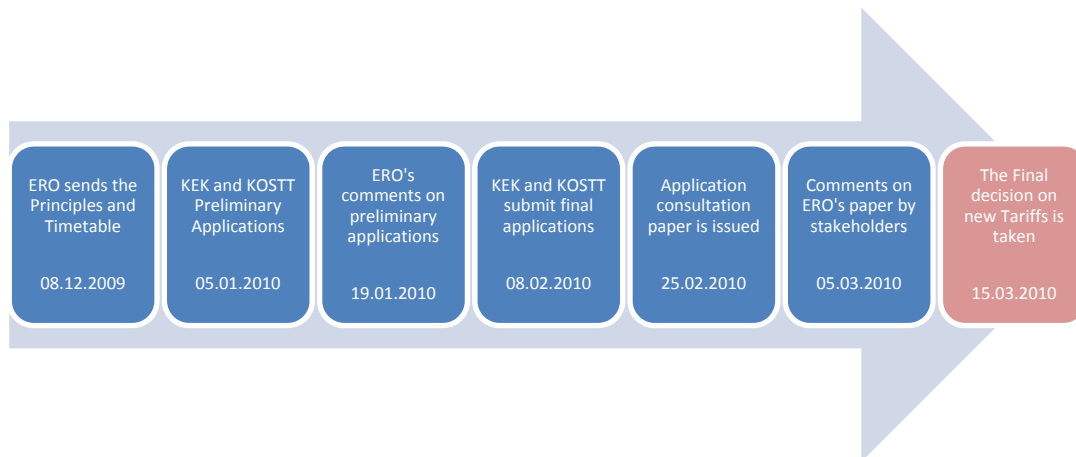 ERO sends the
Principles and
Timetable
08.12.2009
KEK and KOSTT
Preliminary
Applications
05.01.2010
ERO's
comments on
preliminary
applications
19.01.2010
KEK and KOSTT
submit final
applications
08.02.2010
Application
consultation
paper is issued
25.02.2010
Comments on
ERO's paper by
stakeholders
05.03.2010
The Final
decision on
new Tariffs is
taken
15.03.2010